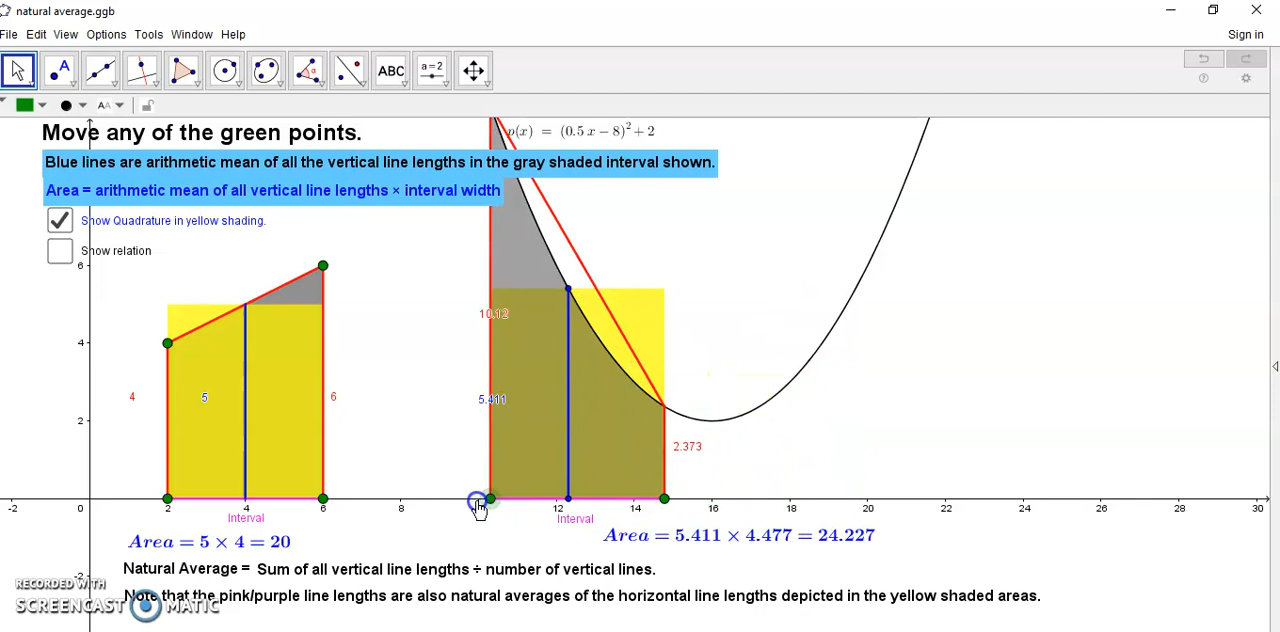 natural average.ggb
File Edit View Options Tools Window Help
Sign in
A
ABC
a=2
AA
Move any of the green points.
p(x) = (0.5 x − 8)² + 2
Blue lines are arithmetic mean of all the vertical line lengths in the gray shaded interval shown.
Area = arithmetic mean of all vertical line lengths × interval width
Show Quadrature in yellow shading.
Show relation
6
4
2
-2
4
5
6
10.12
5.411
2.373
-2 0 2 4 6 8 12 14 16 18 20 22 24 26 28 30
Interval
Interval
Area = 5 × 4 = 20
Area = 5.411 × 4.477 = 24.227
Natural Average = Sum of all vertical line lengths ÷ number of vertical lines.
Note that the pink/purple line lengths are also natural averages of the horizontal line lengths depicted in the yellow shaded areas.
RECORDED WITH
SCREENCAST MATIC